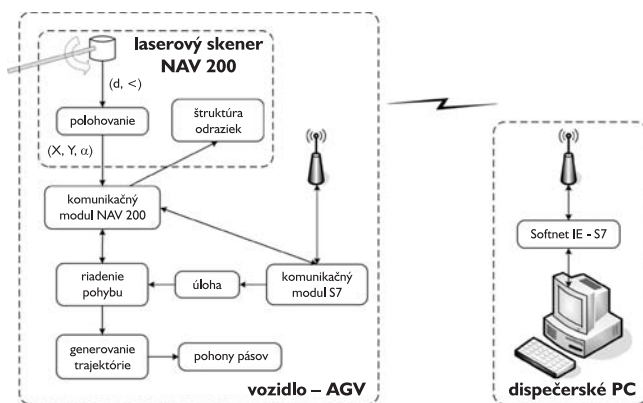 laserový skener
NAV 200
(d, <)
polohovanie
štruktúra
odraziek
(X, Y, α)
komunikačný
modul NAV 200
riadenie
pohybu
úloha
komunikačný
modul S7
generovanie
trajektórie
pohony pásov
vozidlo – AGV
Softnet IE - S7
dispečerské PC